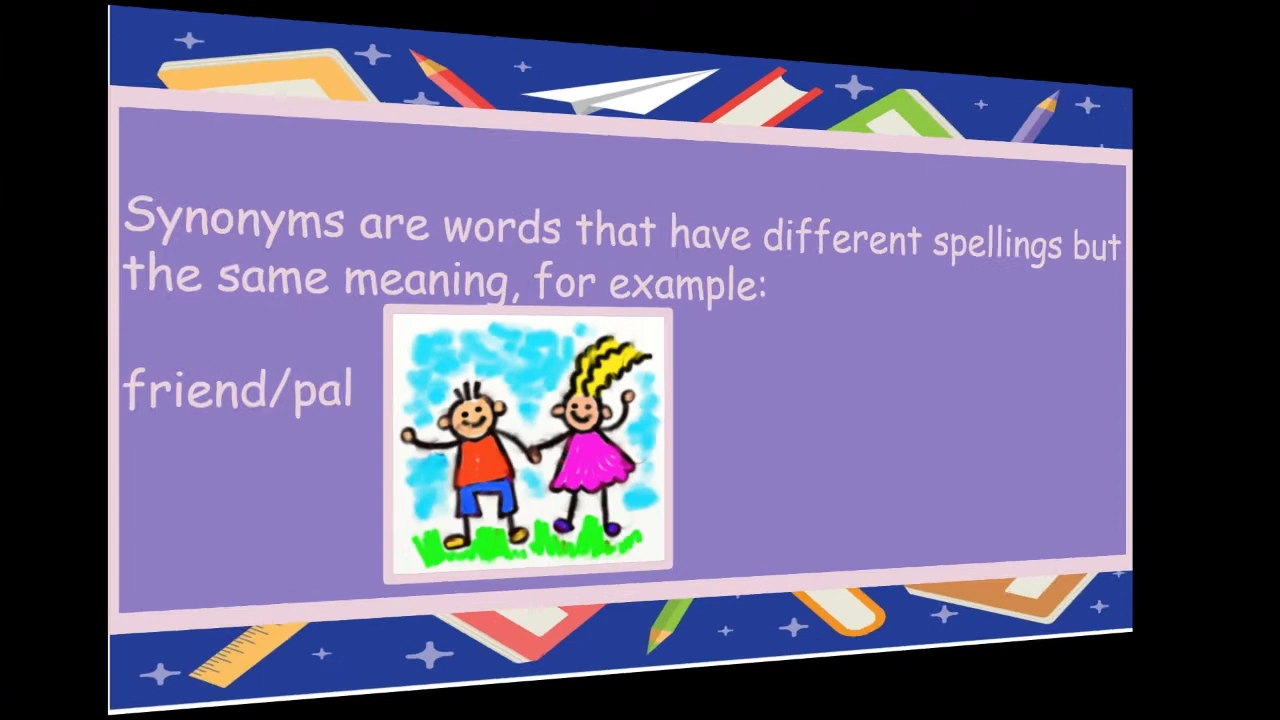 Synonyms are words that have different spellings but
the same meaning, for example:
friend/pal